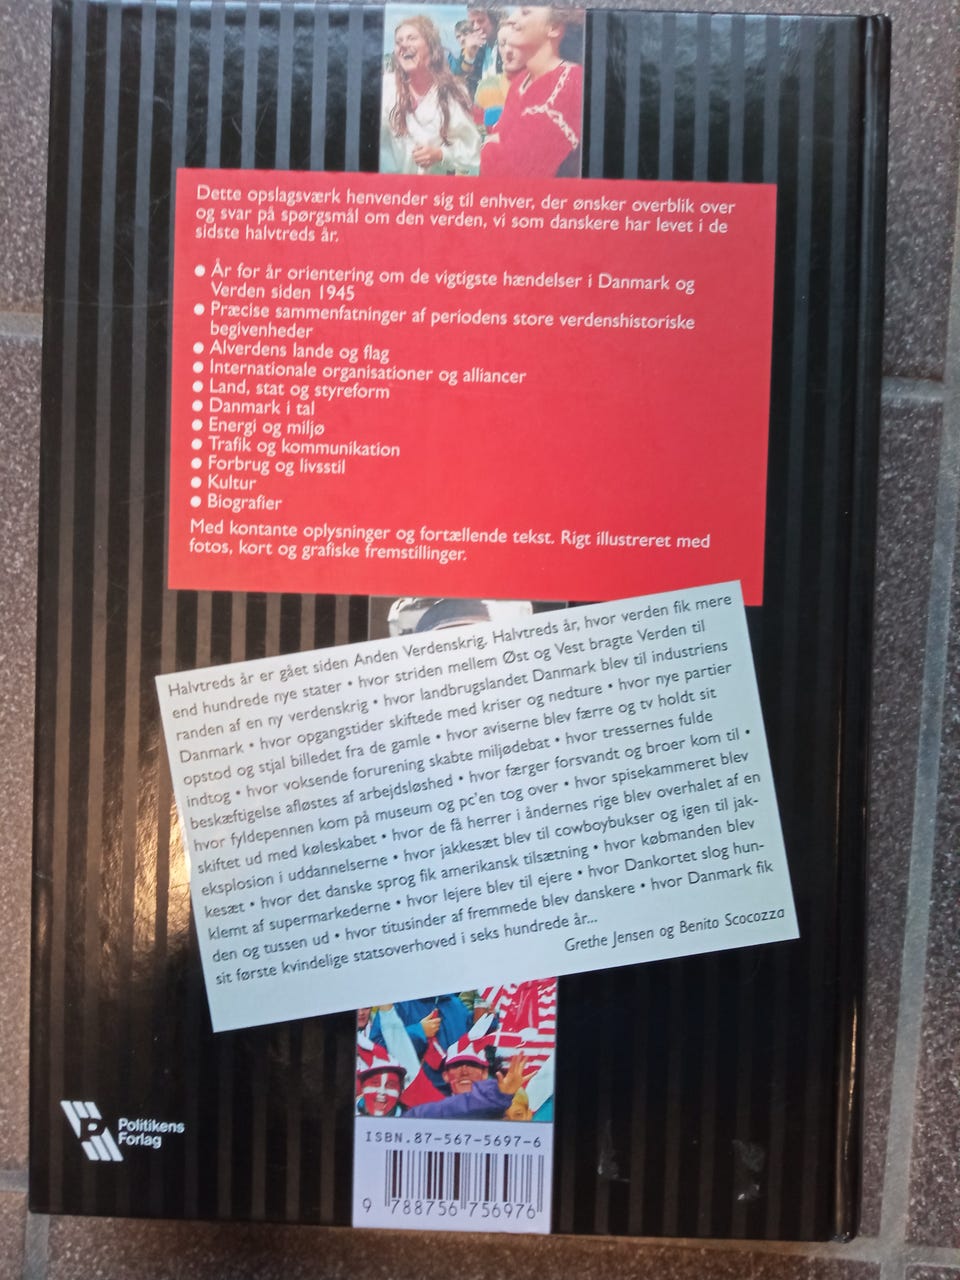 Dette opslagsværk henvender sig til enhver, der ønsker overblik over
og svar på spørgsmål om den verden, vi som danskere har levet i de
sidste halvtreds år.
● År for år orientering om de vigtigste hændelser i Danmark og
Verden siden 1945
● Præcise sammenfatninger af periodens store verdenshistoriske
begivenheder
● Alverdens lande og flag
● Internationale organisationer og alliancer
● Land, stat og styreform
● Danmark i tal
● Energi og miljø
● Trafik og kommunikation
● Forbrug og livsstil
● Kultur
● Biografier
Med kontante oplysninger og fortællende tekst. Rigt illustreret med
fotos, kort og grafiske fremstillinger.
Halvtreds år er gået siden Anden Verdenskrig. Halvtreds år, hvor verden fik mere
end hundrede nye stater • hvor striden mellem Øst og Vest bragte Verden til
randen af en ny verdenskrig • hvor landbrugslandet Danmark blev til industriens
Danmark • hvor opgangstider skiftede med kriser og nedture • hvor nye partier
opstod og stjal billedet fra de gamle • hvor aviserne blev færre og tv holdt sit
indtog • hvor voksende forurening skabte miljødebat • hvor tressernes fulde
beskæftigelse afløstes af arbejdsløshed • hvor færger forsvandt og broer kom til •
hvor fyldepennen kom på museum og pc'en tog over • hvor spisekammeret blev
skiftet ud med køleskabet • hvor de få herrer i åndernes rige blev overhalet af en
eksplosion i uddannelserne • hvor jakkesæt blev til cowboybukser og igen til jak-
kesæt • hvor det danske sprog fik amerikansk tilsætning • hvor købmanden blev
klemt af supermarkederne • hvor lejere blev til ejere • hvor Dankortet slog hun-
den og tussen ud • hvor titusinder af fremmede blev danskere • hvor Danmark fik
sit første kvindelige statsoverhoved i seks hundrede år...
Grethe Jensen og Benito Scocozza
P
Politikens
Forlag
ISBN.87-567-5697-6
9 788756 756976